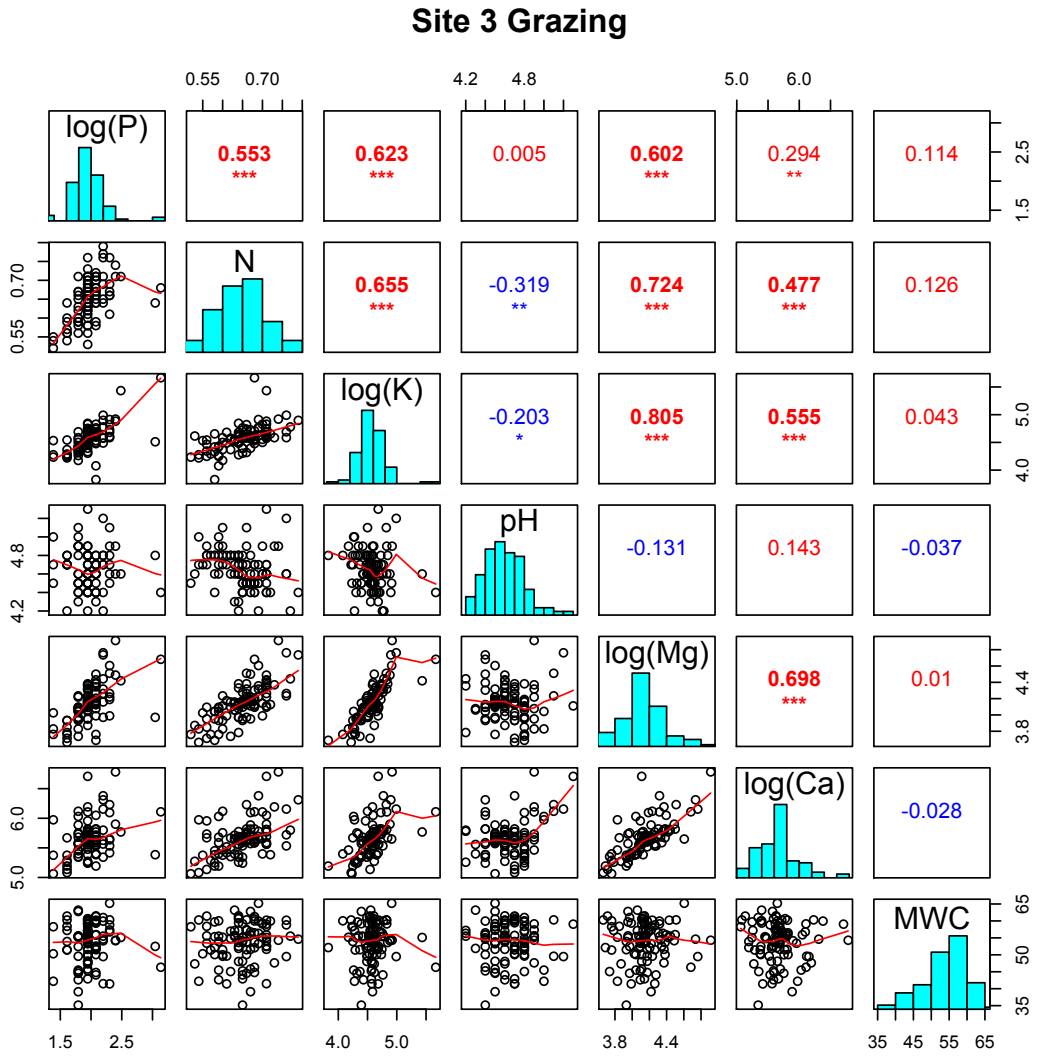 Site 3 Grazing
0.55 0.70 4.2 4.8 5.0 6.0
log(P) 0.553 0.623 0.005 0.602 0.294 0.114 2.5
*** *** *** **
1.5
N 0.655 -0.319 0.724 0.477 0.126 0.70
*** ** *** ***
0.55
log(K) -0.203 0.805 0.555 0.043 5.0
* *** ***
4.0
pH -0.131 0.143 -0.037 4.8
4.2
log(Mg) 0.698 0.01 4.4
***
3.8
log(Ca) -0.028 6.0
5.0
MWC 65
50
35
35 45 55 65
1.5 2.5 4.0 5.0 3.8 4.4